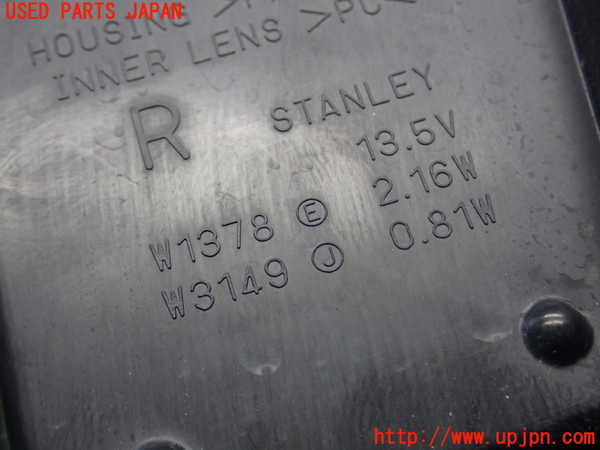 USED PARTS JAPAN
HOUSING
INNER LENS >PC<
R
STANLEY
13.5V
W1378 Ⓔ 2.16W
W3149 Ⓙ 0.81W
http://www.upjpn.com